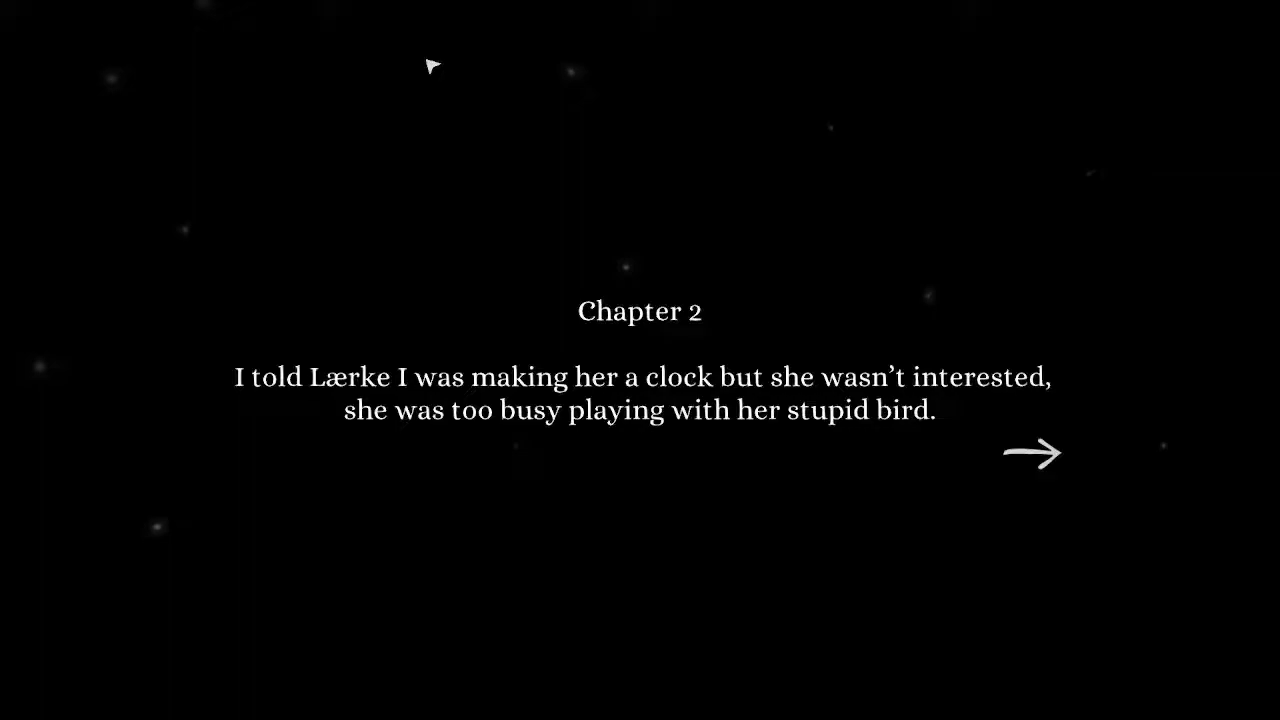 Chapter 2
I told Lærke I was making her a clock but she wasn’t interested,
she was too busy playing with her stupid bird.